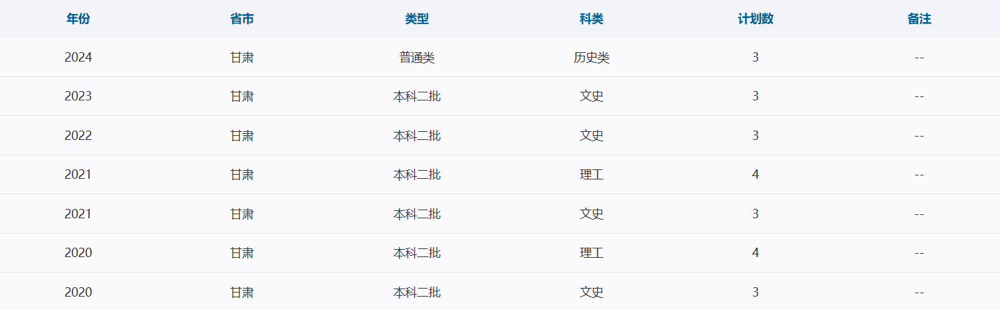 年份 省市 类型 科类 计划数 备注
2024 甘肃 普通类 历史类 3 --
2023 甘肃 本科二批 文史 3 --
2022 甘肃 本科二批 文史 3 --
2021 甘肃 本科二批 理工 4 --
2021 甘肃 本科二批 文史 3 --
2020 甘肃 本科二批 理工 4 --
2020 甘肃 本科二批 文史 3 --